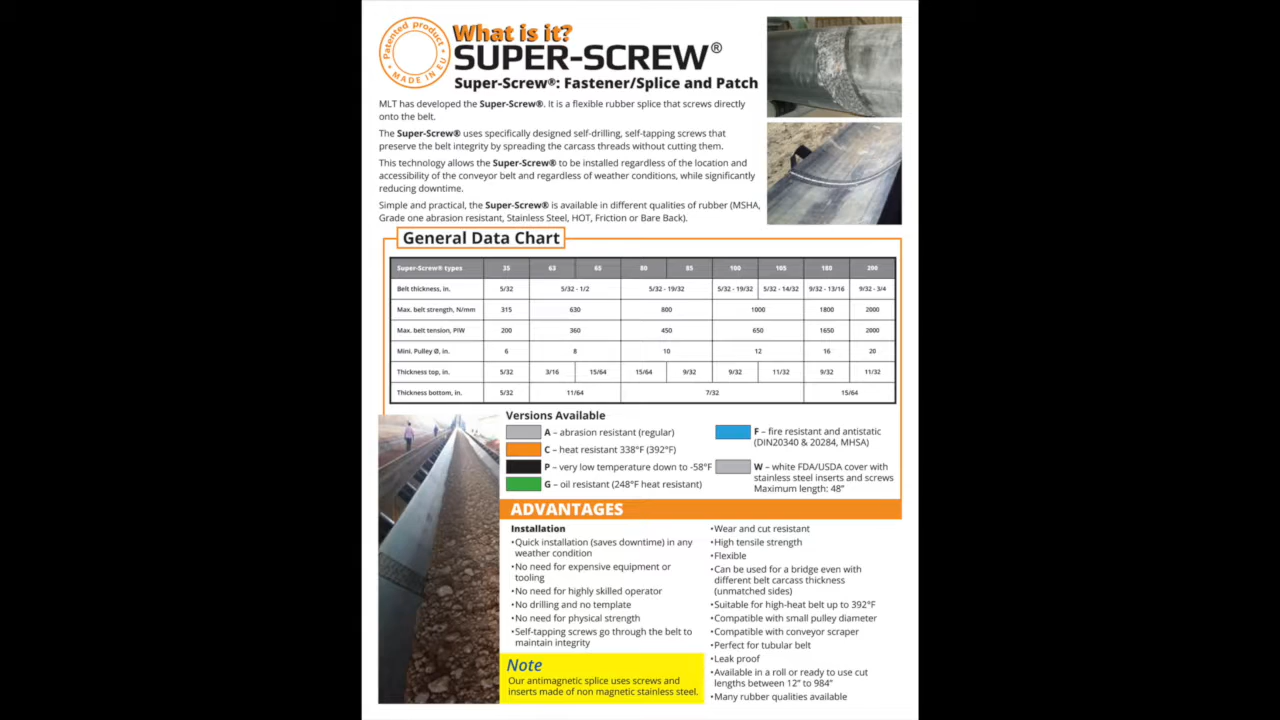 Patented product
MADE IN EU
What is it?
SUPER-SCREW®
Super-Screw®: Fastener/Splice and Patch
MLT has developed the Super-Screw®. It is a flexible rubber splice that screws directly
onto the belt.
The Super-Screw® uses specifically designed self-drilling, self-tapping screws that
preserve the belt integrity by spreading the carcass threads without cutting them.
This technology allows the Super-Screw® to be installed regardless of the location and
accessibility of the conveyor belt and regardless of weather conditions, while significantly
reducing downtime.
Simple and practical, the Super-Screw® is available in different qualities of rubber (MSHA,
Grade one abrasion resistant, Stainless Steel, HOT, Friction or Bare Back).
General Data Chart
Super-Screw® types 35 63 65 80 85 100 105 180 200
Belt thickness, in. 5/32 5/32 - 1/2 5/32 - 19/32 5/32 - 19/32 5/32 - 14/32 9/32 - 13/16 9/32 - 3/4
Max. belt strength, N/mm 315 630 800 1000 1800 2000
Max. belt tension, PIW 200 360 450 650 1650 2000
Mini. Pulley Ø, in. 6 8 10 12 16 20
Thickness top, in. 5/32 3/16 15/64 15/64 9/32 9/32 11/32 9/32 11/32
Thickness bottom, in. 5/32 11/64 7/32 15/64
Versions Available
A – abrasion resistant (regular)
C – heat resistant 338°F (392°F)
P – very low temperature down to -58°F
G – oil resistant (248°F heat resistant)
F – fire resistant and antistatic
(DIN20340 & 20284, MHSA)
W – white FDA/USDA cover with
stainless steel inserts and screws
Maximum length: 48”
ADVANTAGES
Installation
•Quick installation (saves downtime) in any
weather condition
•No need for expensive equipment or
tooling
•No need for highly skilled operator
•No drilling and no template
•No need for physical strength
•Self-tapping screws go through the belt to
maintain integrity
Note
Our antimagnetic splice uses screws and
inserts made of non magnetic stainless steel.
•Wear and cut resistant
•High tensile strength
•Flexible
•Can be used for a bridge even with
different belt carcass thickness
(unmatched sides)
•Suitable for high-heat belt up to 392°F
•Compatible with small pulley diameter
•Compatible with conveyor scraper
•Perfect for tubular belt
•Leak proof
•Available in a roll or ready to use cut
lengths between 12” to 984”
•Many rubber qualities available